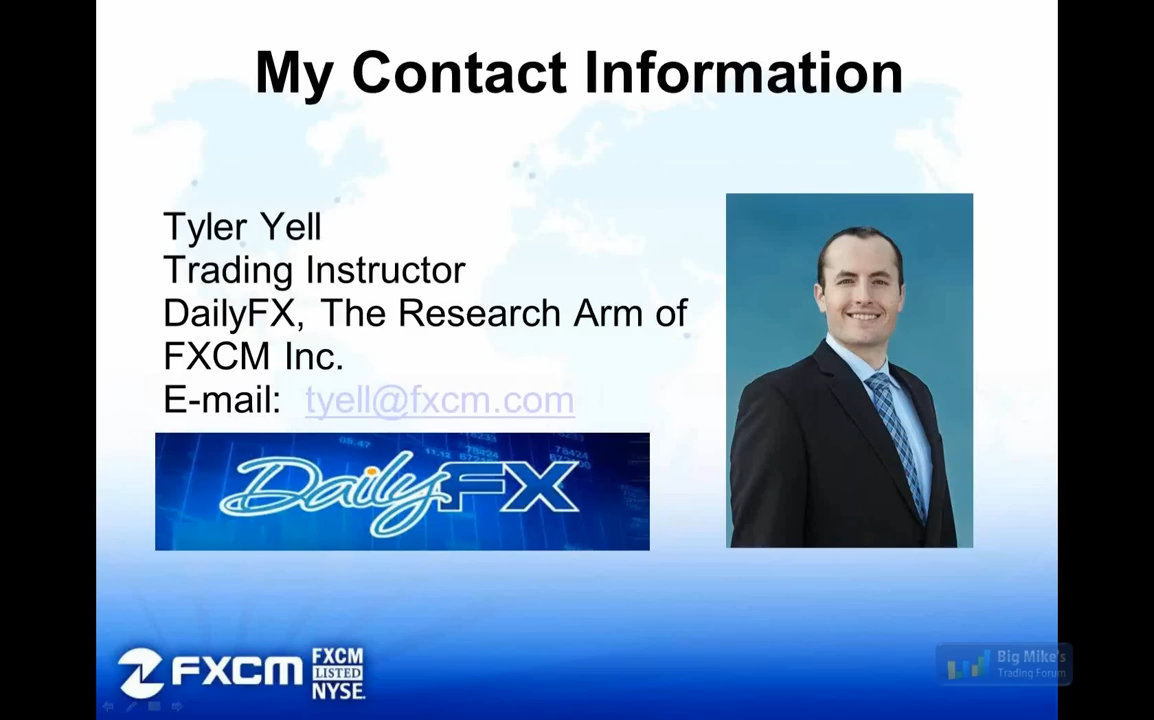 My Contact Information
Tyler Yell
Trading Instructor
DailyFX, The Research Arm of
FXCM Inc.
E-mail: tyell@fxcm.com
DailyFX
FXCM
FXCM
LISTED
NYSE
Big Mike's
Trading Forum